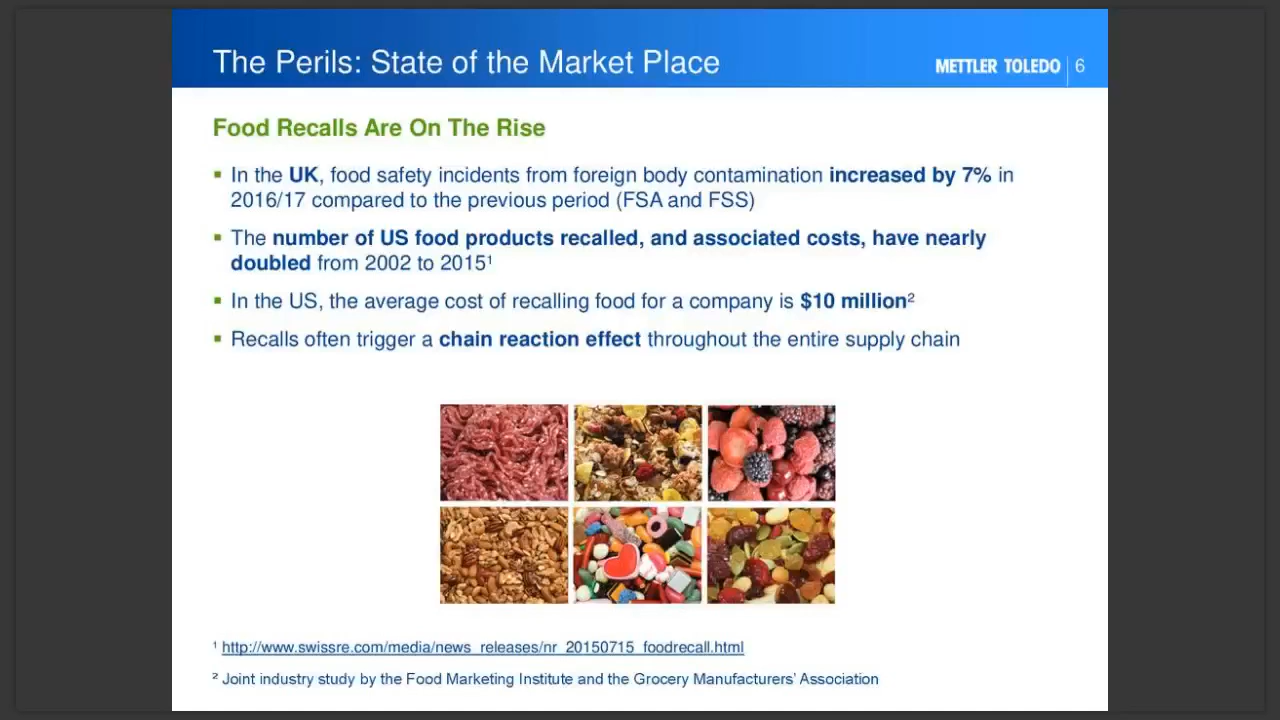 The Perils: State of the Market Place
METTLER TOLEDO 6
Food Recalls Are On The Rise
▪ In the UK, food safety incidents from foreign body contamination increased by 7% in
2016/17 compared to the previous period (FSA and FSS)
▪ The number of US food products recalled, and associated costs, have nearly
doubled from 2002 to 2015¹
▪ In the US, the average cost of recalling food for a company is $10 million²
▪ Recalls often trigger a chain reaction effect throughout the entire supply chain
¹ http://www.swissre.com/media/news_releases/nr_20150715_foodrecall.html
² Joint industry study by the Food Marketing Institute and the Grocery Manufacturers' Association